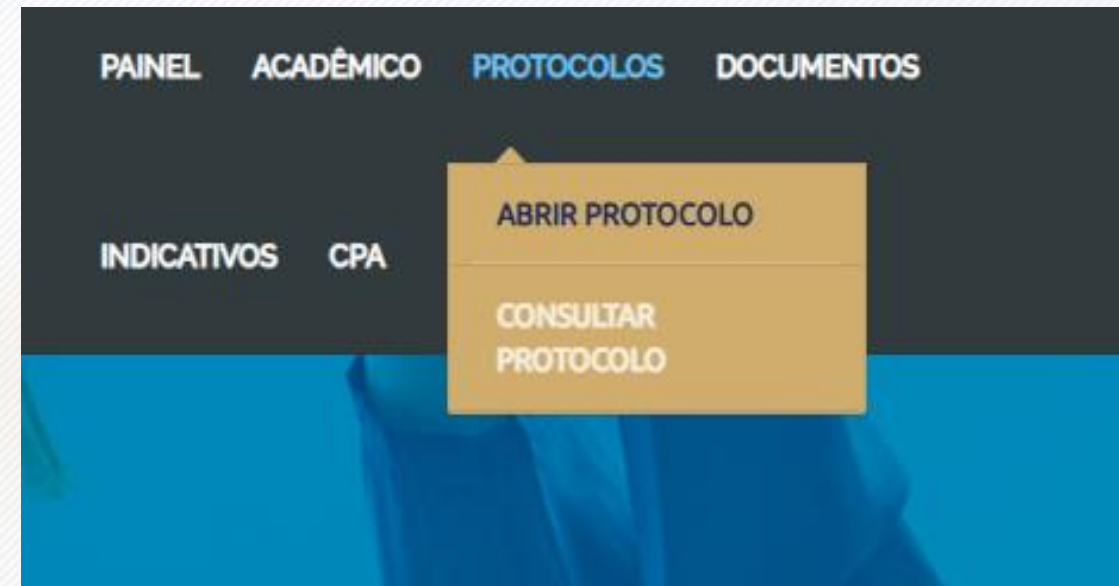 PAINEL ACADÊMICO PROTOCOLOS DOCUMENTOS
ABRIR PROTOCOLO
INDICATIVOS CPA
CONSULTAR
PROTOCOLO